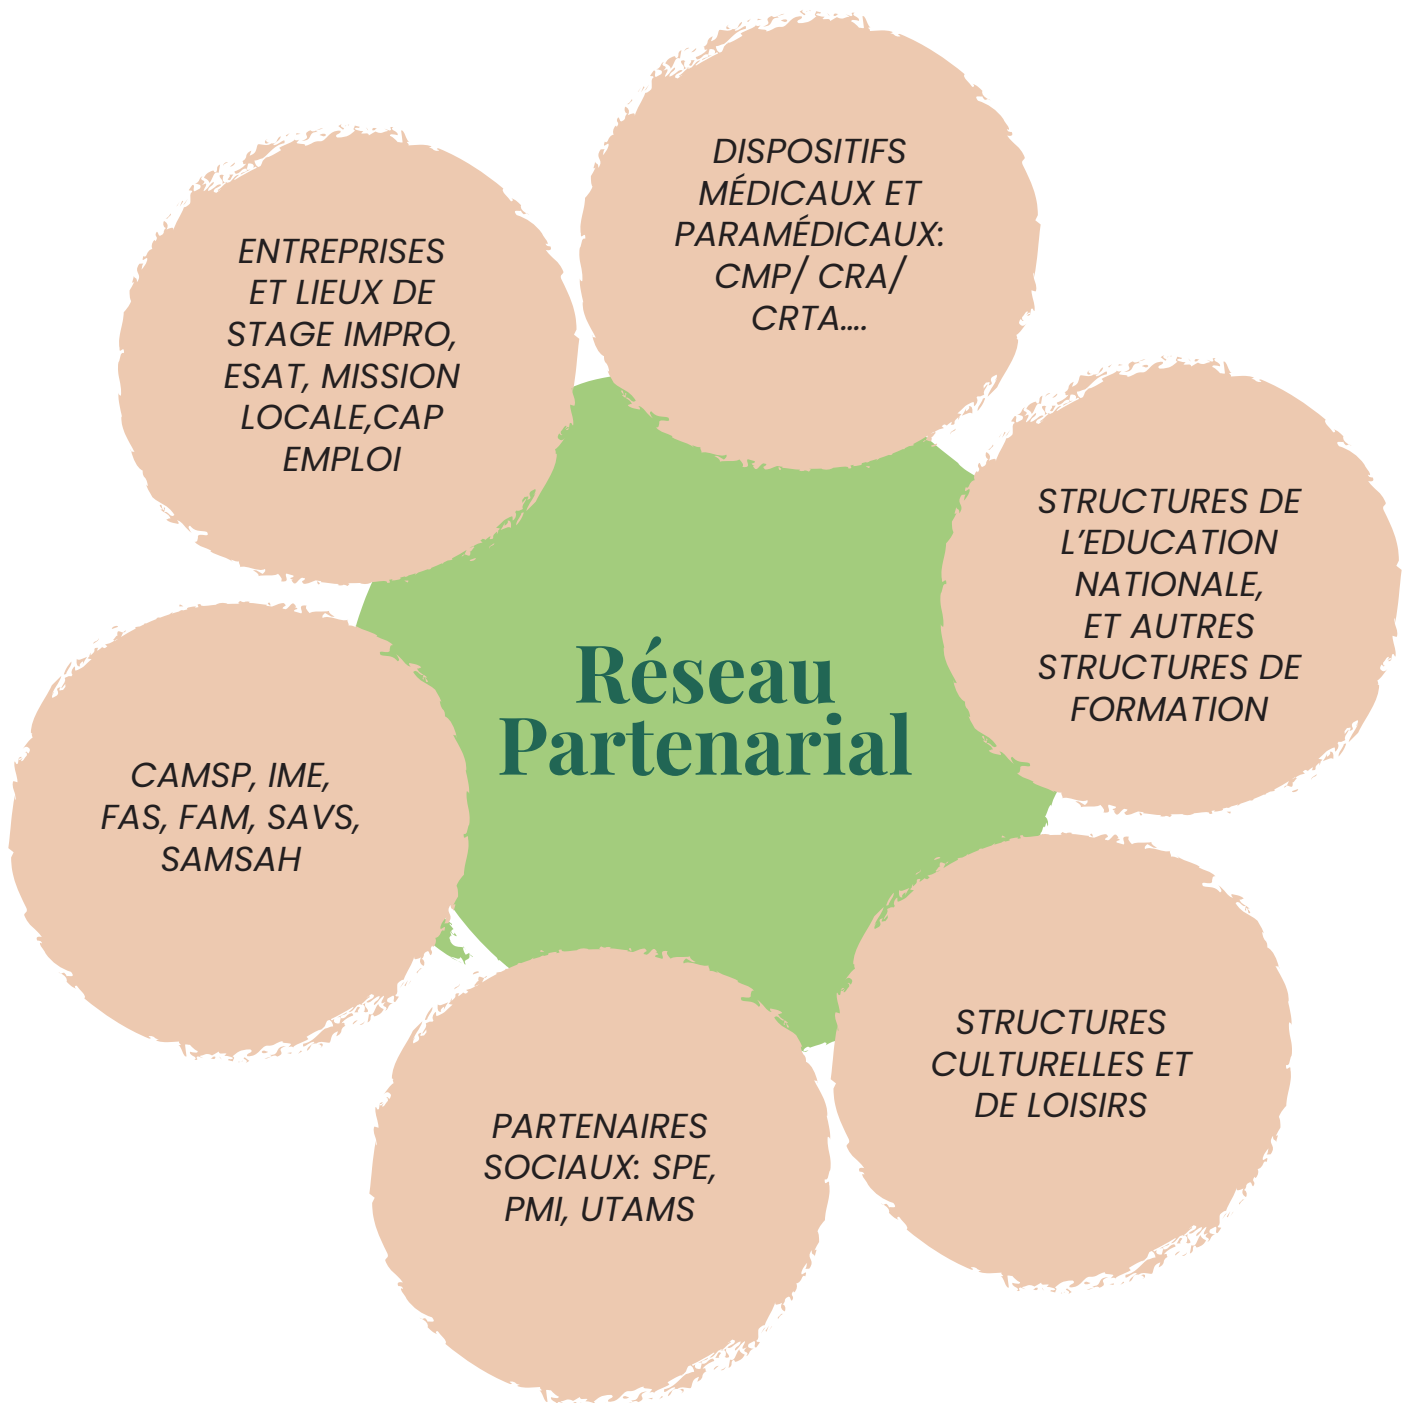 DISPOSITIFS
MÉDICAUX ET
PARAMÉDICAUX:
CMP/ CRA/
CRTA....
ENTREPRISES
ET LIEUX DE
STAGE IMPRO,
ESAT, MISSION
LOCALE,CAP
EMPLOI
STRUCTURES DE
L'EDUCATION
NATIONALE,
ET AUTRES
STRUCTURES DE
FORMATION
Réseau
Partenarial
CAMSP, IME,
FAS, FAM, SAVS,
SAMSAH
STRUCTURES
CULTURELLES ET
DE LOISIRS
PARTENAIRES
SOCIAUX: SPE,
PMI, UTAMS